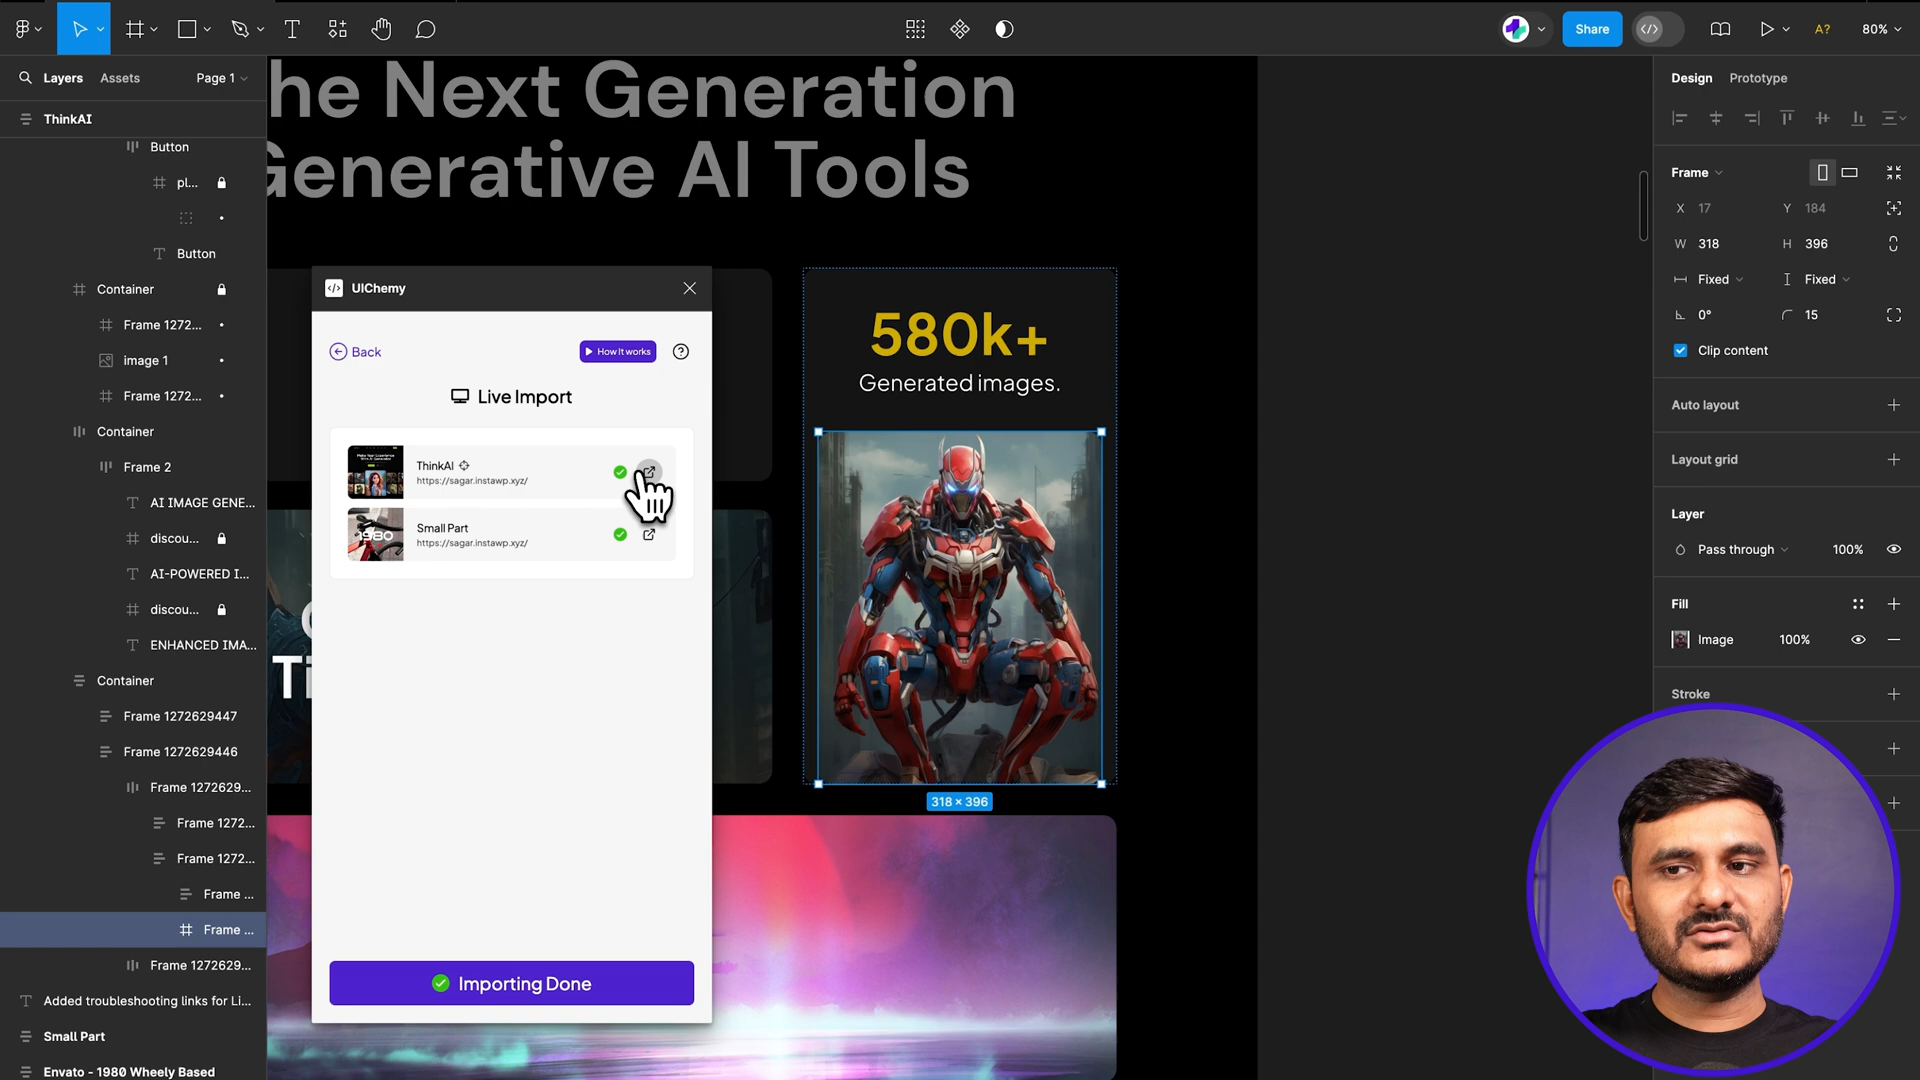 Share
A?
80%
Layers
Assets
Page 1
Design
Prototype
ThinkAI
Button
pl...
Button
Container
Frame 1272...
image 1
Frame 1272...
Container
Frame 2
AI IMAGE GENE...
discou...
AI-POWERED I...
discou...
ENHANCED IMA...
Container
Frame 1272629447
Frame 1272629446
Frame 1272629...
Frame 1272...
Frame 1272...
Frame ...
Frame ...
Frame 1272629...
Added troubleshooting links for Li...
Small Part
Envato - 1980 Wheely Based
he Next Generation
Generative AI Tools
UIChemy
Back
How it works
Live Import
ThinkAI
https://sagar.instawp.xyz/
Small Part
https://sagar.instawp.xyz/
1980
Importing Done
Ti
580k+
Generated images.
318 × 396
Frame
X 17
Y 184
W 318
H 396
Fixed
Fixed
0°
15
Clip content
Auto layout
Layout grid
Layer
Pass through
100%
Fill
Image
100%
Stroke